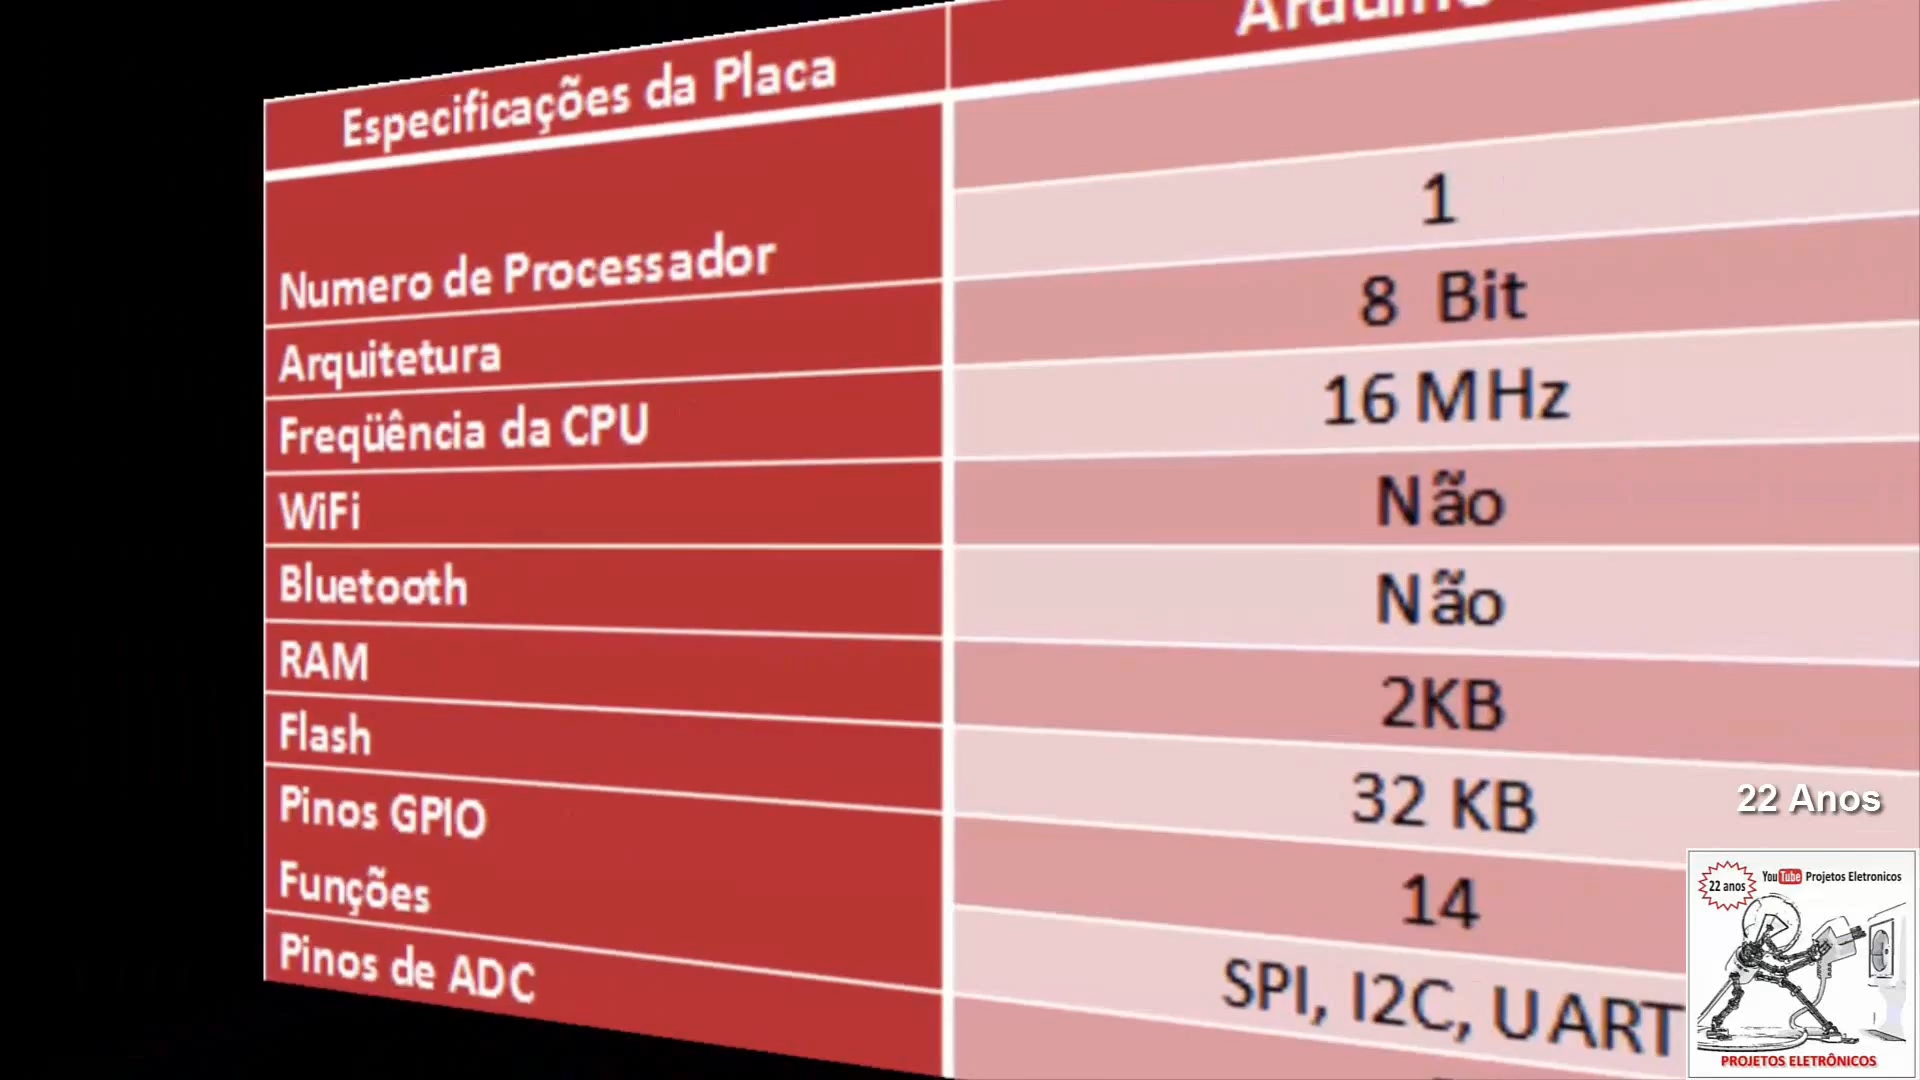 Especificações da Placa
Arduino
Numero de Processador
1
Arquitetura
8 Bit
Freqüência da CPU
16 MHz
WiFi
Não
Bluetooth
Não
RAM
2KB
Flash
32 KB
Pinos GPIO
14
Funções
SPI, I2C, UART
Pinos de ADC
22 Anos
22 anos
YouTube Projetos Eletronicos
PROJETOS ELETRÔNICOS